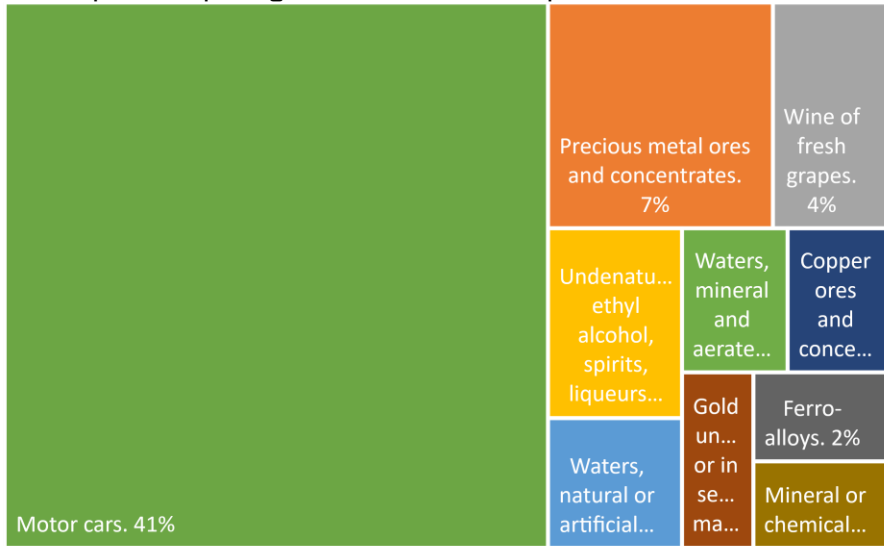 Motor cars. 41%
Precious metal ores
and concentrates.
7%
Wine of
fresh
grapes.
4%
Undenatu...
ethyl
alcohol,
spirits,
liqueurs...
Waters,
mineral
and
aerate...
Copper
ores
and
conce...
Waters,
natural or
artificial...
Gold
un...
or in
se...
ma...
Ferro-
alloys. 2%
Mineral or
chemical...